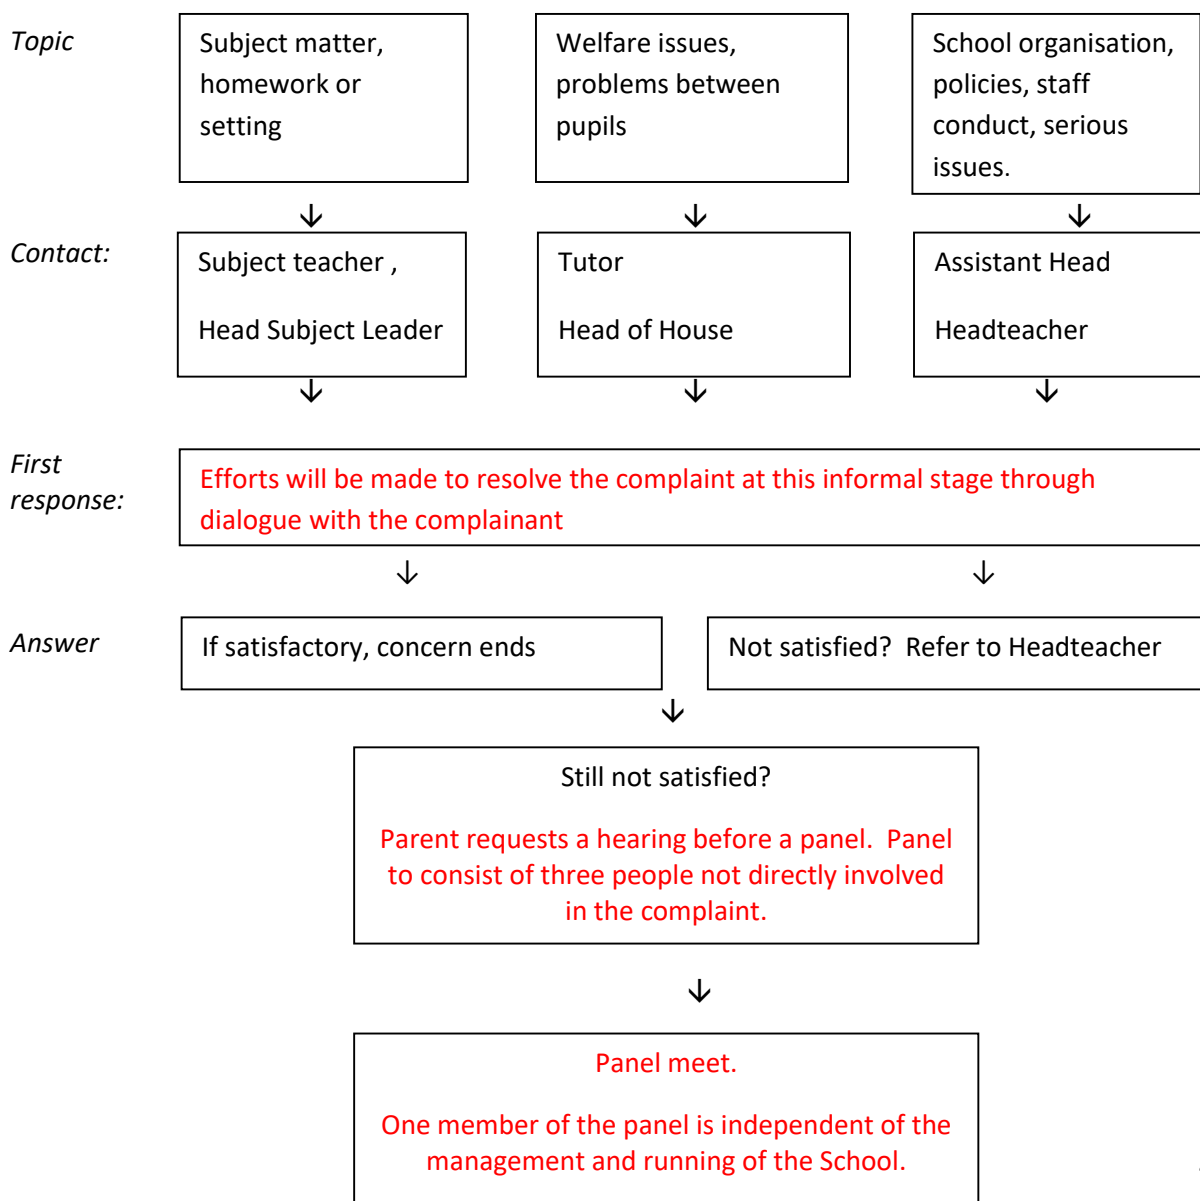 Topic
Subject matter,
homework or
setting
Welfare issues,
problems between
pupils
School organisation,
policies, staff
conduct, serious
issues.
Contact:
Subject teacher ,
Head Subject Leader
Tutor
Head of House
Assistant Head
Headteacher
First
response:
Efforts will be made to resolve the complaint at this informal stage through
dialogue with the complainant
Answer
If satisfactory, concern ends
Not satisfied?  Refer to Headteacher
Still not satisfied?
Parent requests a hearing before a panel.  Panel
to consist of three people not directly involved
in the complaint.
Panel meet.
One member of the panel is independent of the
management and running of the School.